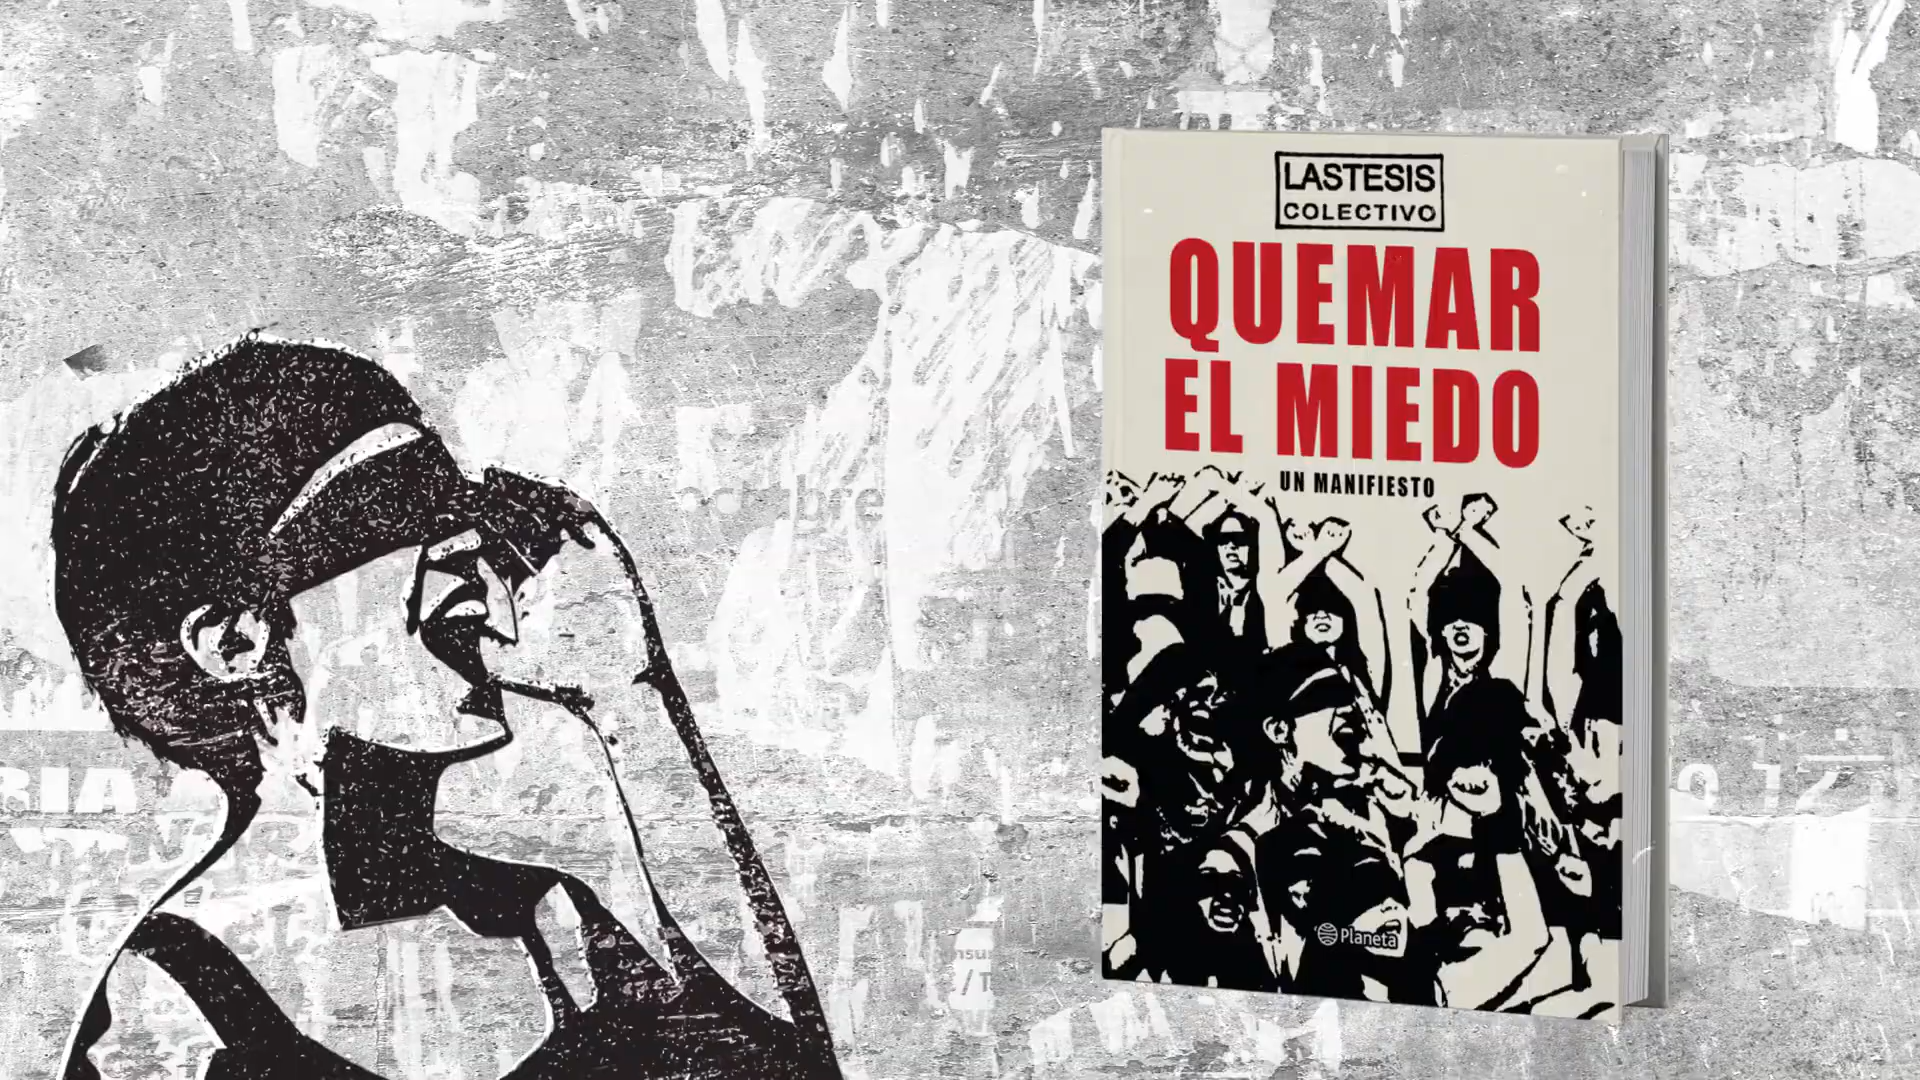 LASTESIS
COLECTIVO
QUEMAR
EL MIEDO
UN MANIFIESTO
Planeta